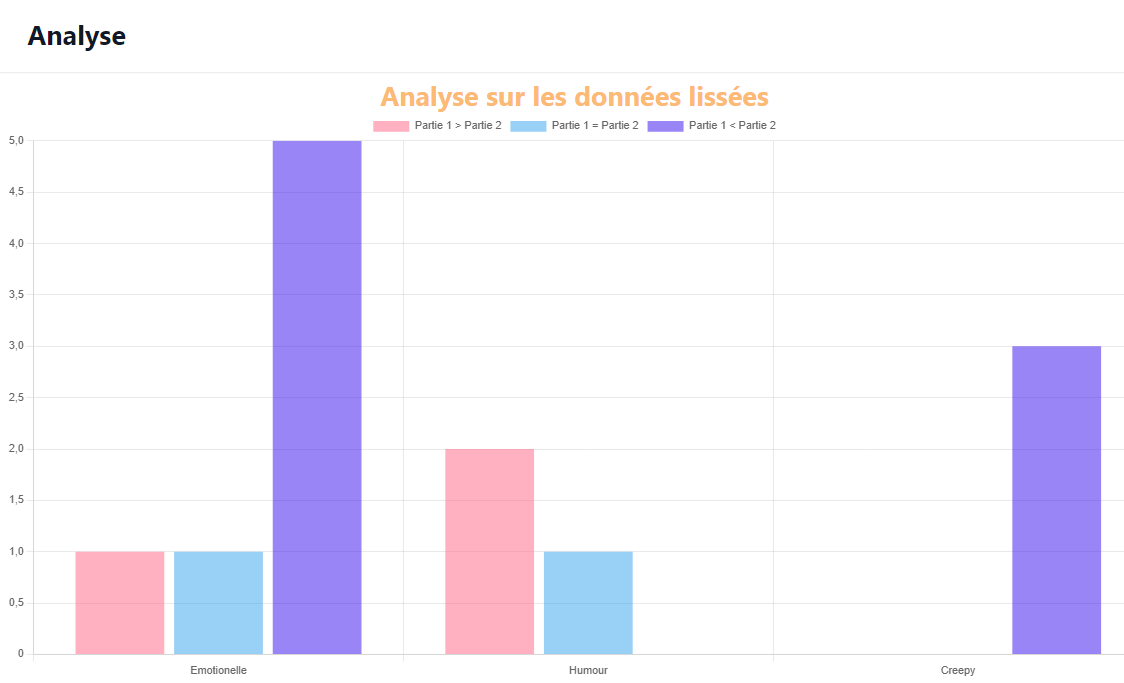 Analyse
Analyse sur les données lissées
Partie 1 > Partie 2 Partie 1 = Partie 2 Partie 1 < Partie 2
5,0
4,5
4,0
3,5
3,0
2,5
2,0
1,5
1,0
0,5
0
Emotionelle Humour Creepy